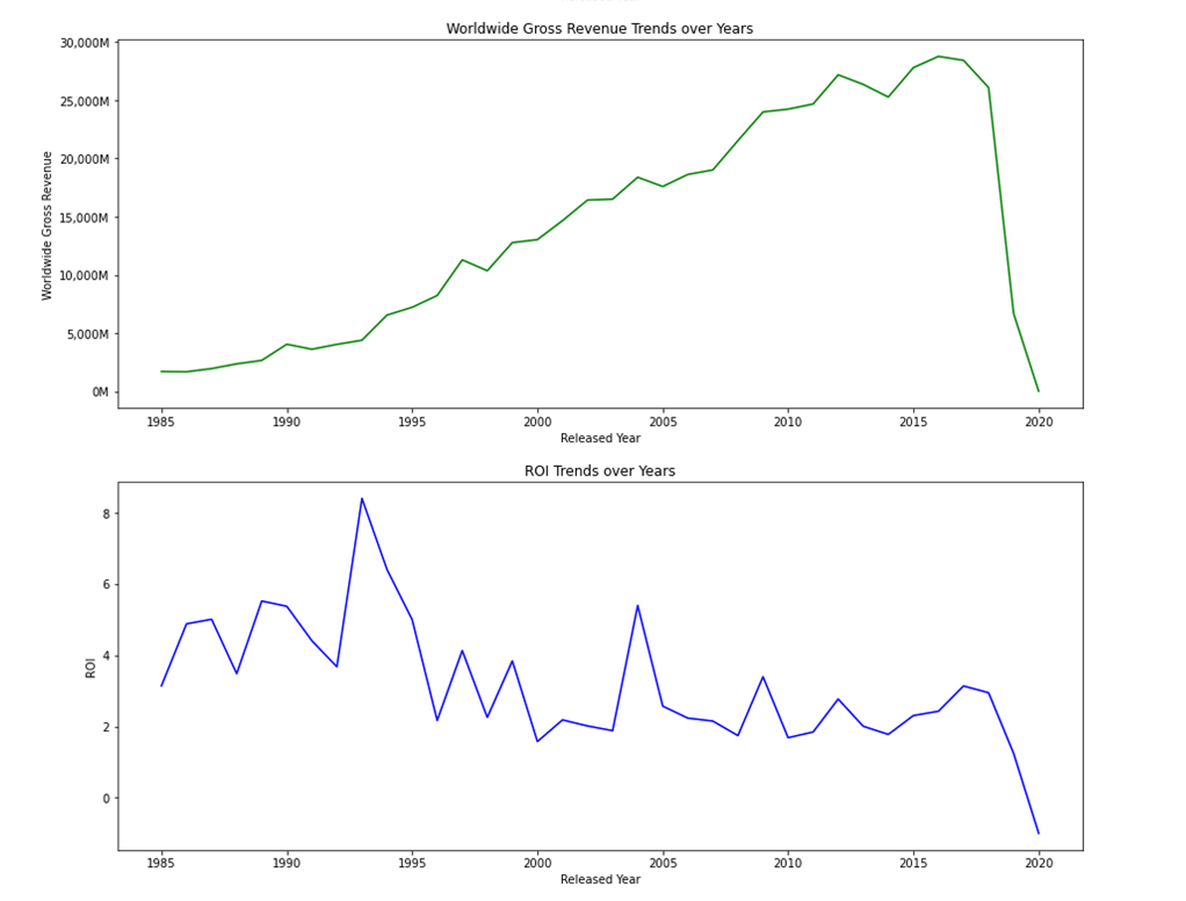 Worldwide Gross Revenue Trends over Years
30,000M
25,000M
20,000M
15,000M
10,000M
5,000M
0M
Worldwide Gross Revenue
1985 1990 1995 2000 2005 2010 2015 2020
Released Year
ROI Trends over Years
8
6
4
2
0
ROI
1985 1990 1995 2000 2005 2010 2015 2020
Released Year